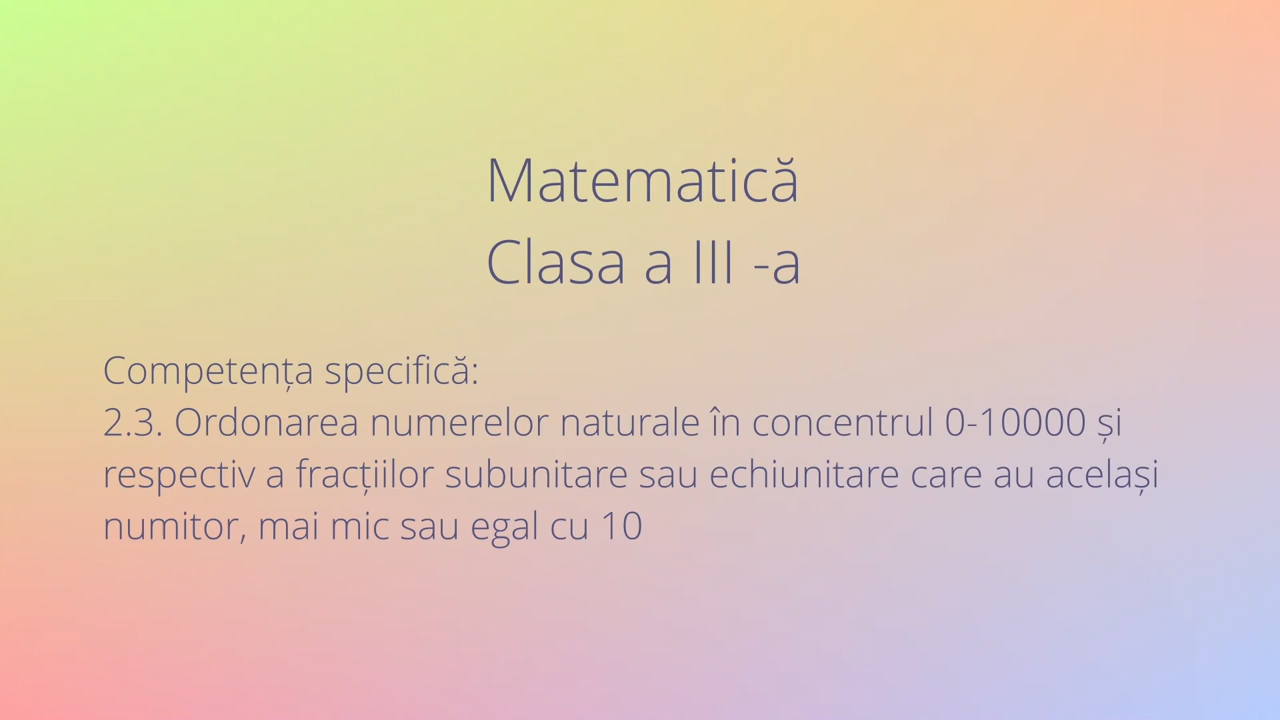 Matematică
Clasa a III -a
Competența specifică:
2.3. Ordonarea numerelor naturale în concentrul 0-10000 și
respectiv a fracțiilor subunitare sau echiunitare care au același
numitor, mai mic sau egal cu 10